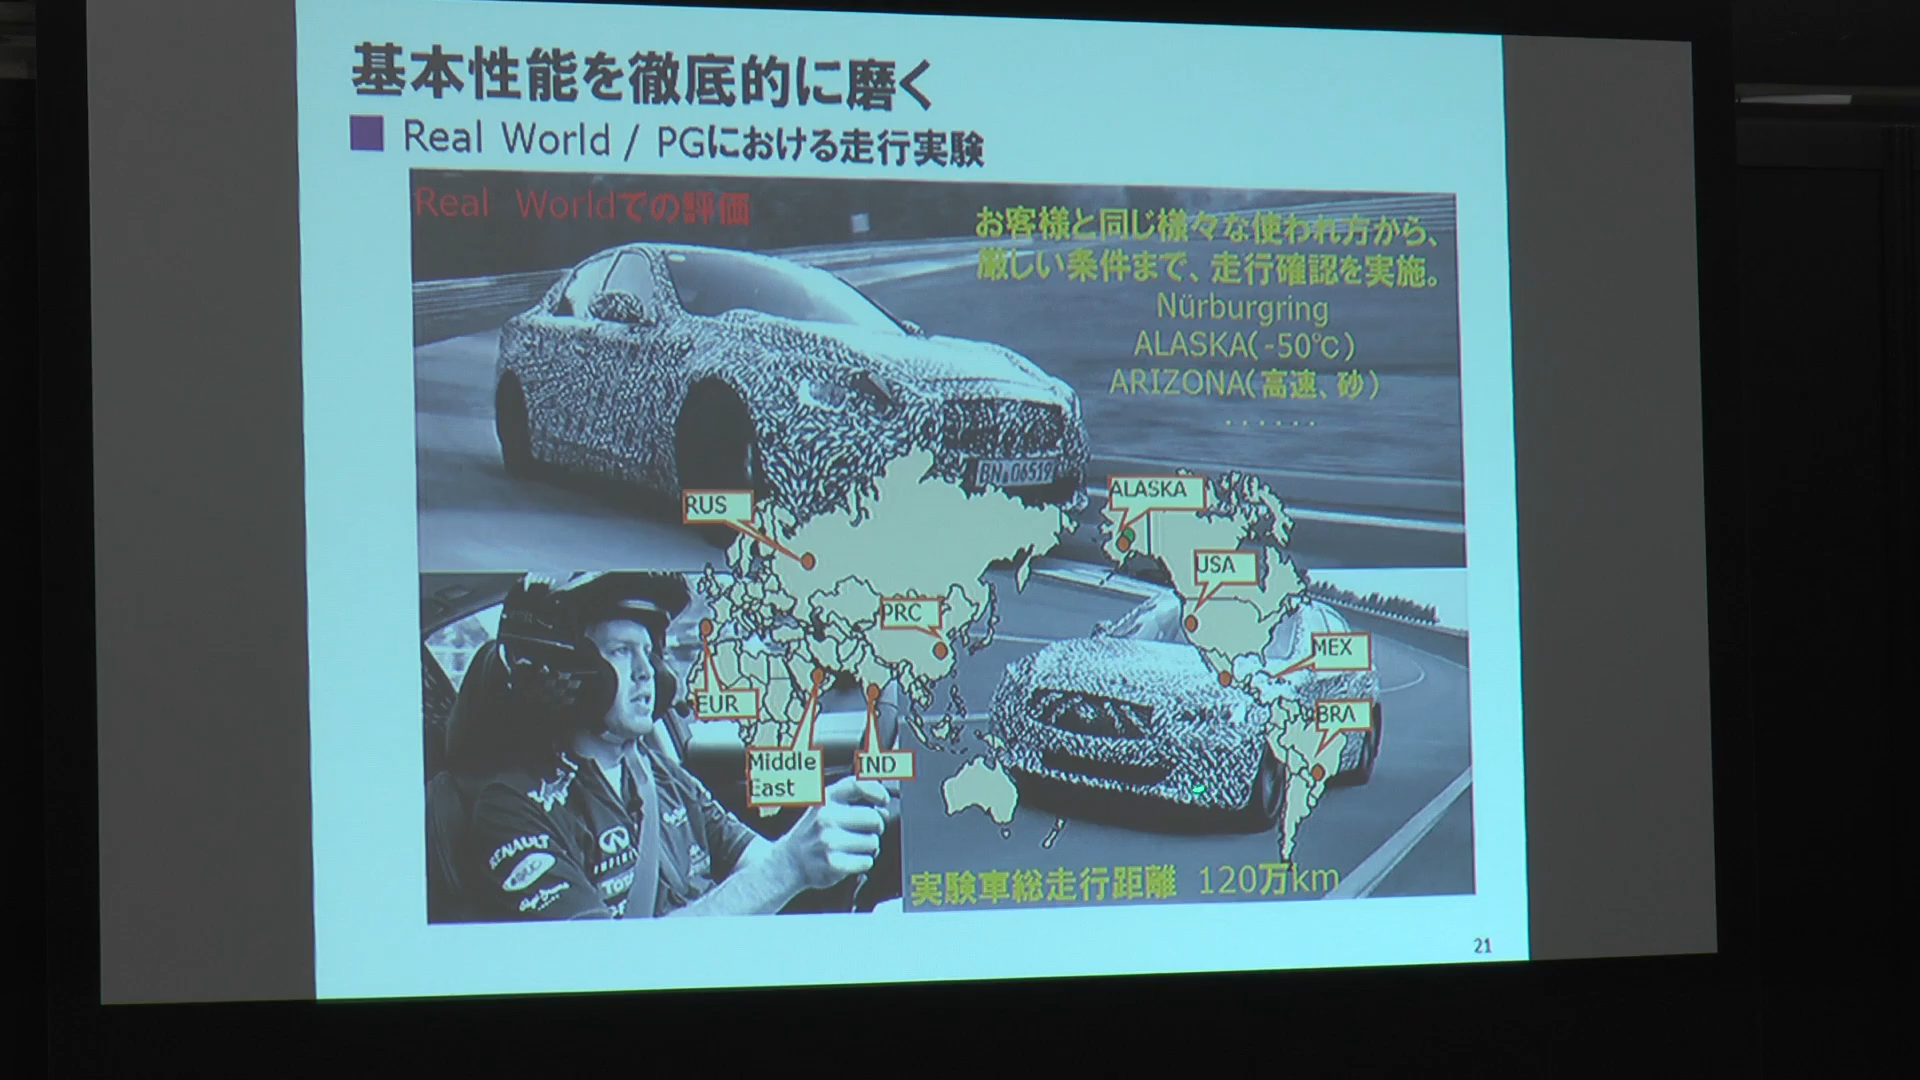 基本性能を徹底的に磨く
■ Real World / PGにおける走行実験
Real Worldでの評価
お客様と同じ様々な使われ方から、
厳しい条件まで、走行確認を実施。
Nürburgring
ALASKA(-50℃)
ARIZONA(高速、砂)
......
BN 06519
RUS
ALASKA
USA
PRC
MEX
EUR
BRA
Middle
East
IND
RENAULT
実験車総走行距離 120万km
21